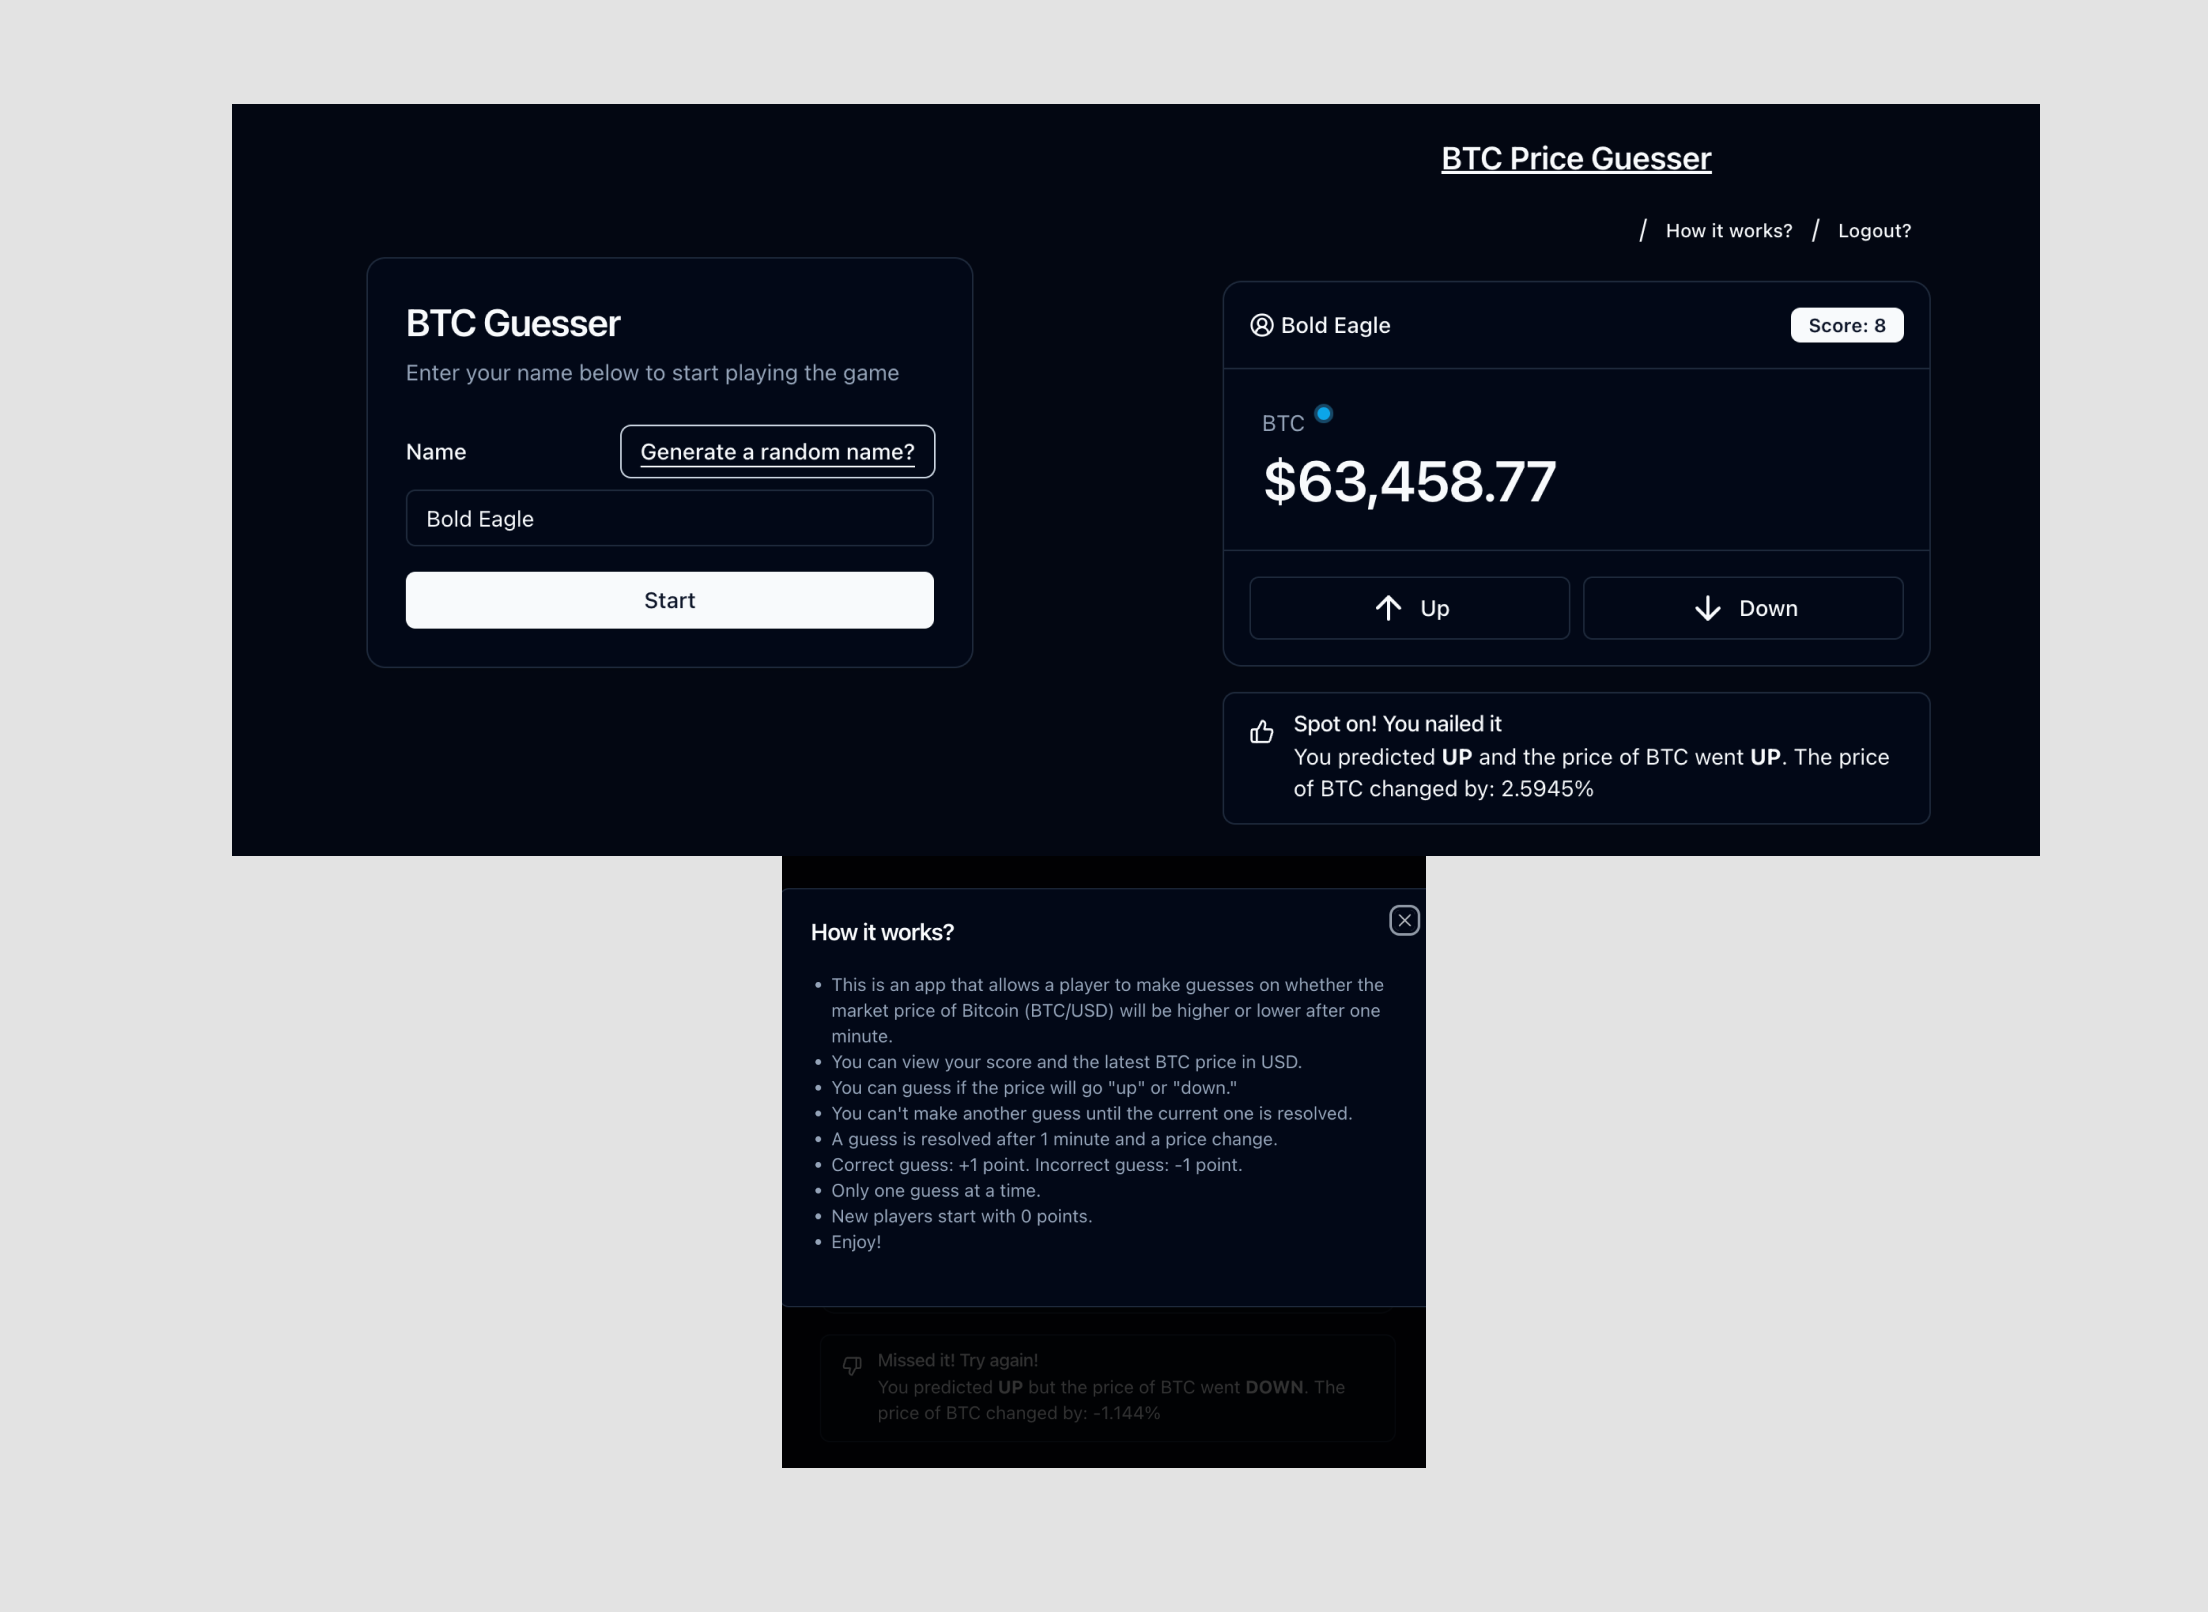 BTC Guesser
Enter your name below to start playing the game
Name
Generate a random name?
Bold Eagle
Start
BTC Price Guesser
/ How it works? / Logout?
Bold Eagle
Score: 8
BTC
$63,458.77
Up
Down
Spot on! You nailed it
You predicted UP and the price of BTC went UP. The price
of BTC changed by: 2.5945%
How it works?
• This is an app that allows a player to make guesses on whether the
market price of Bitcoin (BTC/USD) will be higher or lower after one
minute.
• You can view your score and the latest BTC price in USD.
• You can guess if the price will go "up" or "down."
• You can't make another guess until the current one is resolved.
• A guess is resolved after 1 minute and a price change.
• Correct guess: +1 point. Incorrect guess: -1 point.
• Only one guess at a time.
• New players start with 0 points.
• Enjoy!
Missed it! Try again!
You predicted UP but the price of BTC went DOWN. The
price of BTC changed by: -1.144%